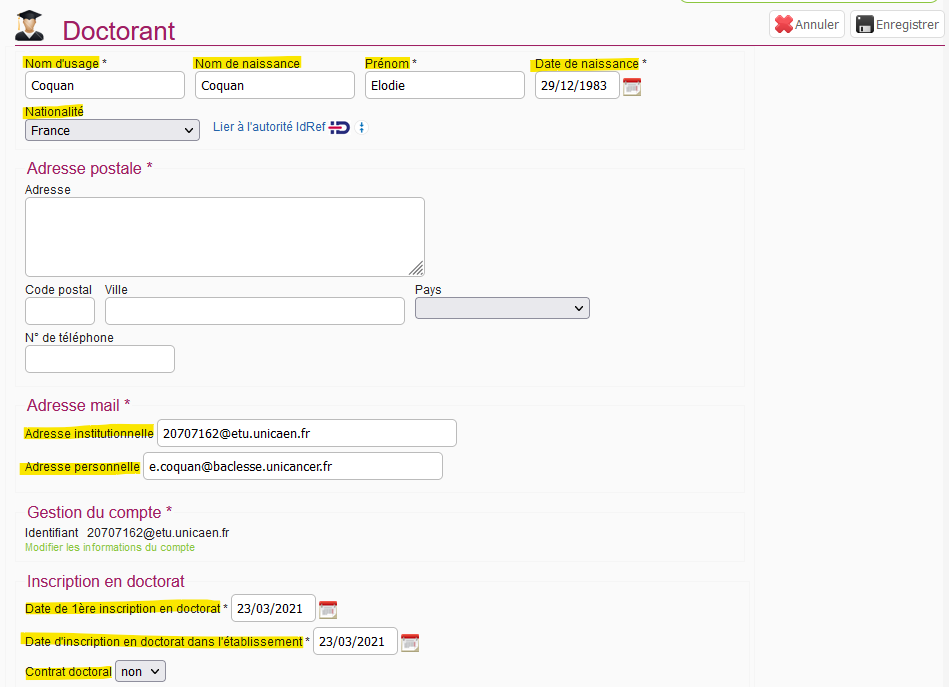 Doctorant
Annuler Enregistrer
Nom d'usage * Nom de naissance Prénom * Date de naissance *
Coquan Coquan Elodie 29/12/1983
Nationalité
France Lier à l'autorité IdRef ID
Adresse postale *
Adresse
Code postal Ville Pays
N° de téléphone
Adresse mail *
Adresse institutionnelle 20707162@etu.unicaen.fr
Adresse personnelle e.coquan@baclesse.unicancer.fr
Gestion du compte *
Identifiant 20707162@etu.unicaen.fr
Modifier les informations du compte
Inscription en doctorat
Date de 1ère inscription en doctorat * 23/03/2021
Date d'inscription en doctorat dans l'établissement * 23/03/2021
Contrat doctoral non